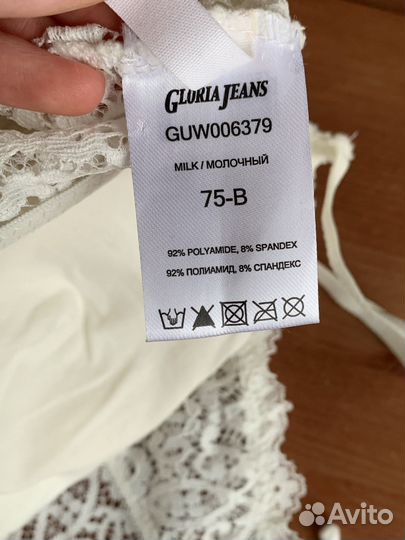 GLORIA JEANS
GUW006379
MILK / МОЛОЧНЫЙ
75-B
92% POLYAMIDE, 8% SPANDEX
92% ПОЛИАМИД, 8% СПАНДЕКС
Avito